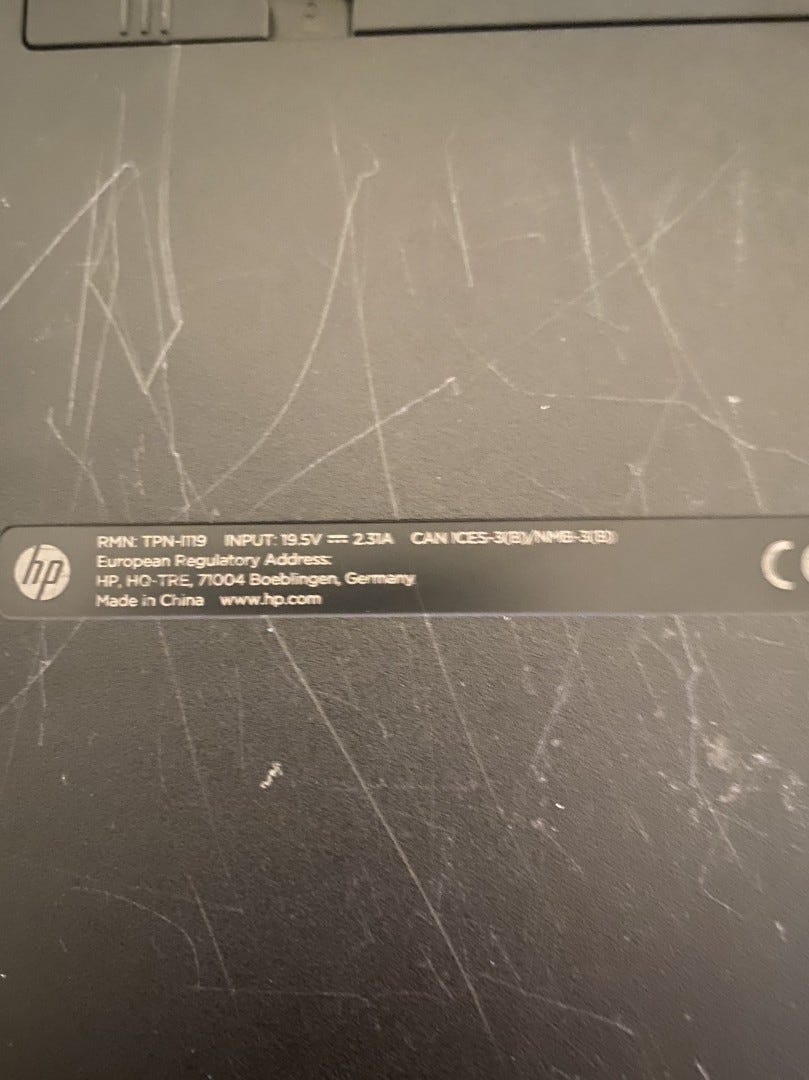 hp
RMN: TPN-I119 INPUT: 19.5V ⎓ 2.31A CAN ICES-3(B)/NMB-3(B)
European Regulatory Address:
HP, HQ-TRE, 71004 Boeblingen, Germany
Made in China www.hp.com